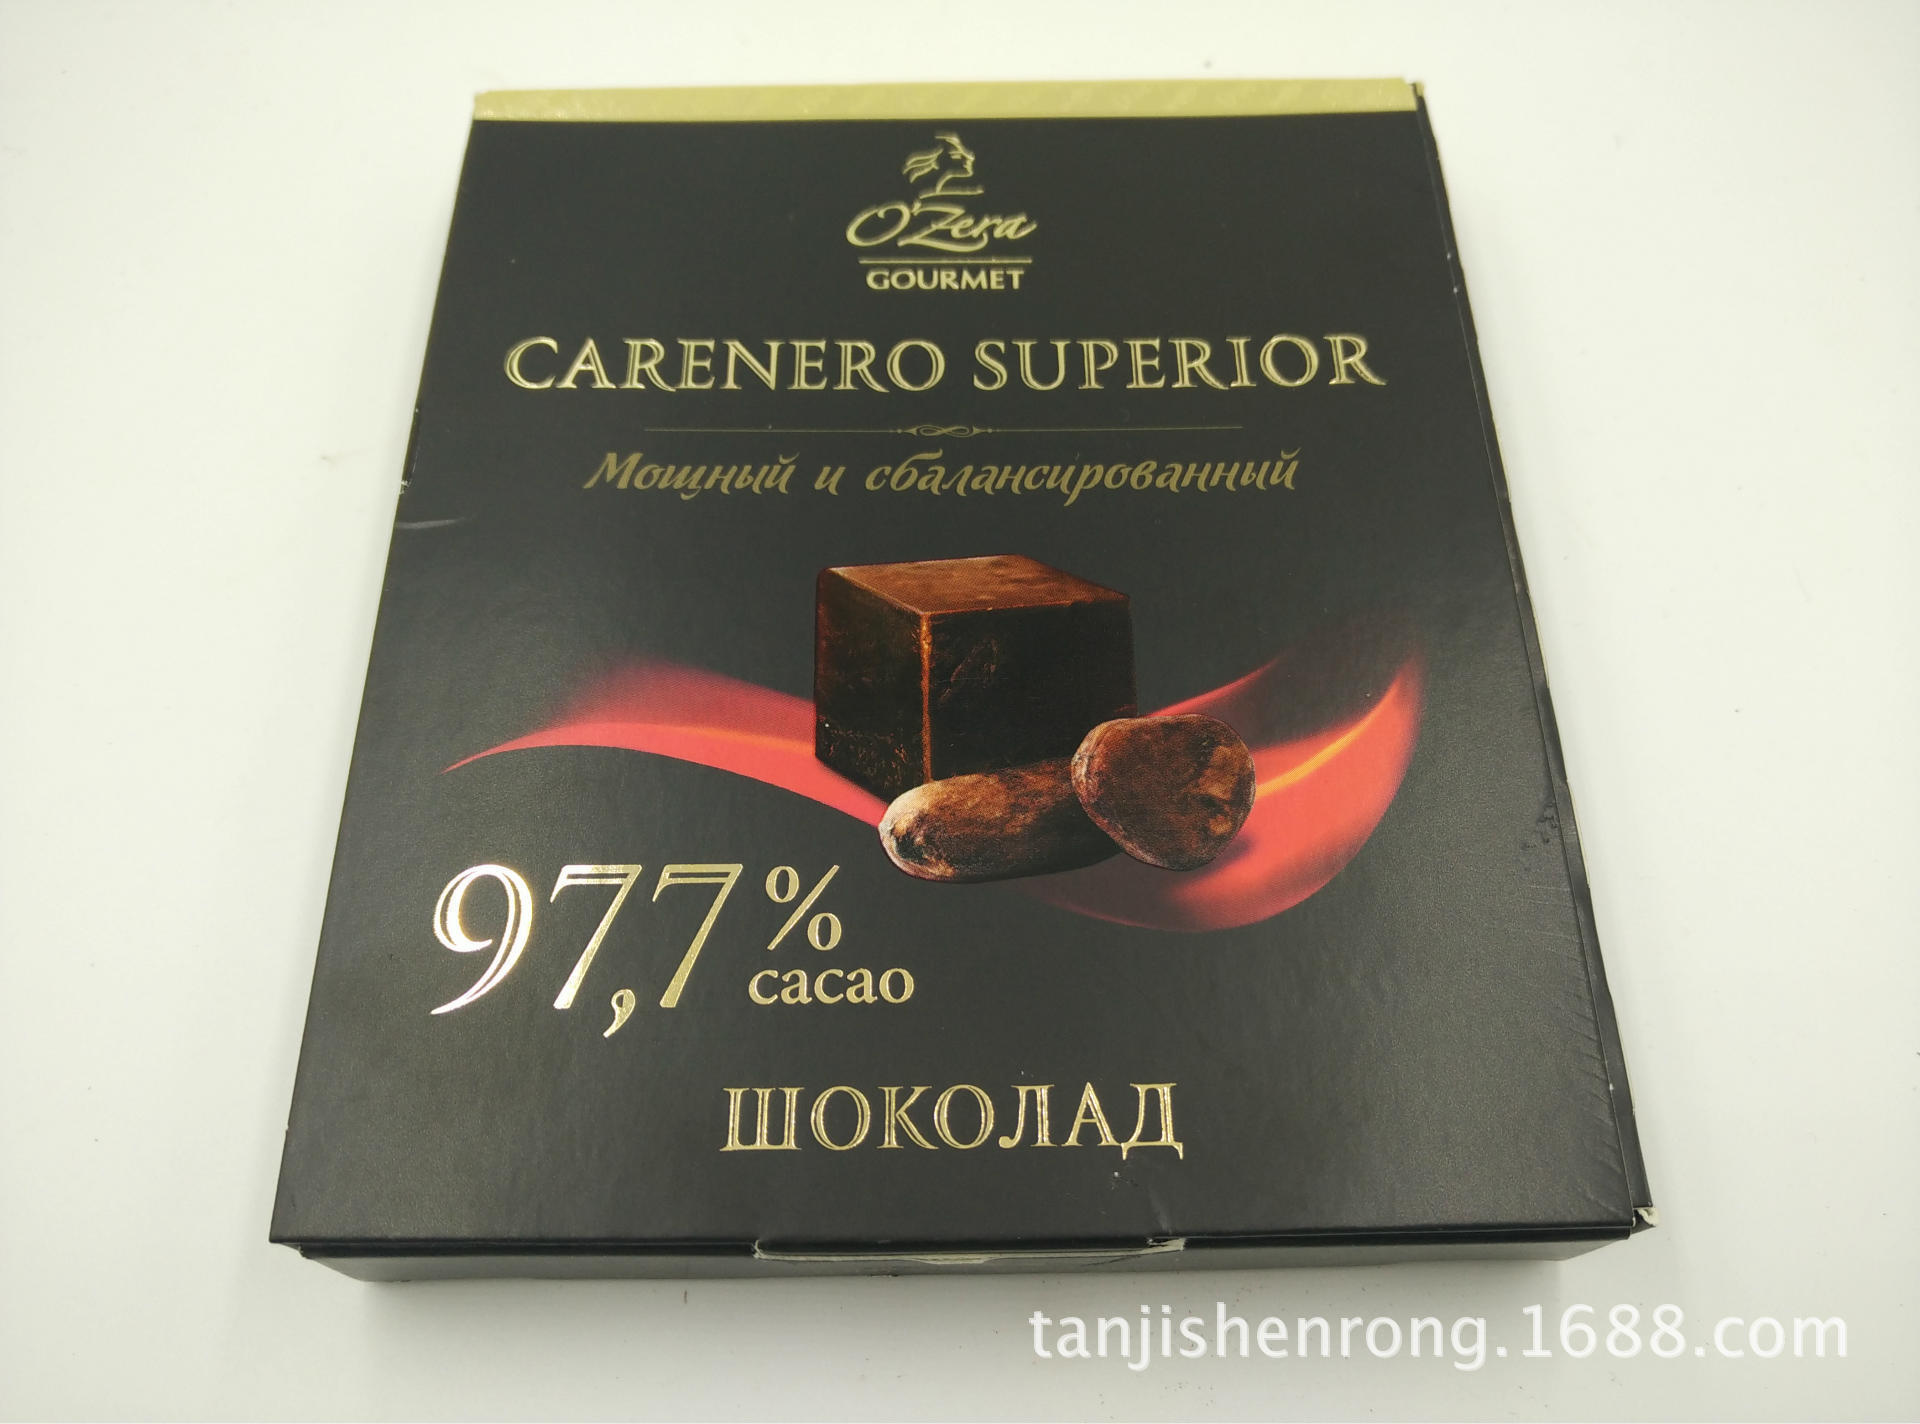 O'Zera
GOURMET
CARENERO SUPERIOR
Мощный и сбалансированный
97,7%
cacao
ШОКОЛАД
tanjishenrong.1688.com